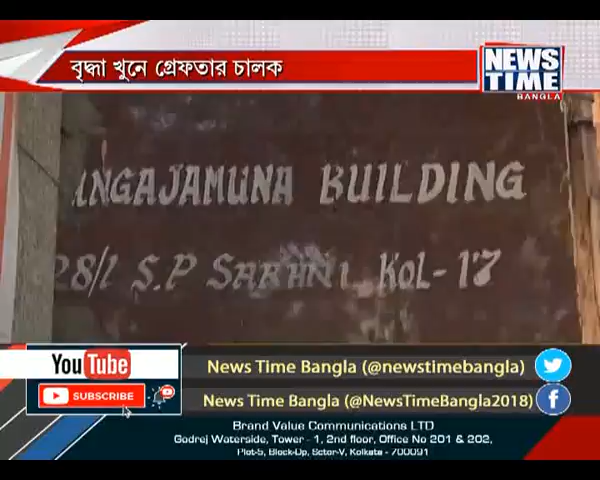 বৃদ্ধা খুনে গ্রেফতার চালক
NEWS
TIME
BANGLA
ANGAJAMUNA BUILDING
28/1 S.P SARANI KOL-17
YouTube
SUBSCRIBE
News Time Bangla (@newstimebangla)
News Time Bangla (@NewsTimeBangla2018)
Brand Value Communications LTD
Godrej Waterside, Tower - 1, 2nd floor, Office No 201 & 202,
Plot-5, Block-Dp, Sctor-V, Kolkata - 700091